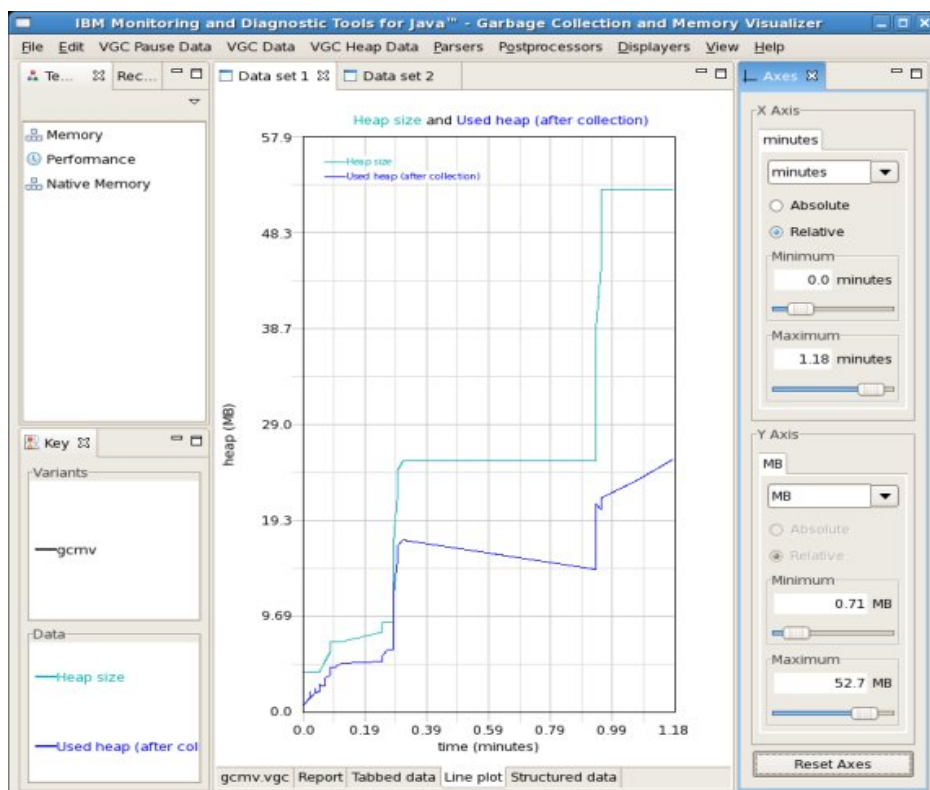 IBM Monitoring and Diagnostic Tools for Java™ - Garbage Collection and Memory Visualizer
File Edit VGC Pause Data VGC Data VGC Heap Data Parsers Postprocessors Displayers View Help
Te... Rec...
Memory
Performance
Native Memory
Key
Variants
gcmv
Data
Heap size
Used heap (after col
Data set 1 Data set 2
Heap size and Used heap (after collection)
Heap size
Used heap (after collection)
57.9
48.3
38.7
29.0
19.3
9.69
0.0
heap (MB)
0.0 0.19 0.39 0.59 0.79 0.99 1.18
time (minutes)
gcmv.vgc Report Tabbed data Line plot Structured data
Axes
X Axis
minutes
minutes
Absolute
Relative
Minimum
0.0 minutes
Maximum
1.18 minutes
Y Axis
MB
MB
Absolute
Relative
Minimum
0.71 MB
Maximum
52.7 MB
Reset Axes